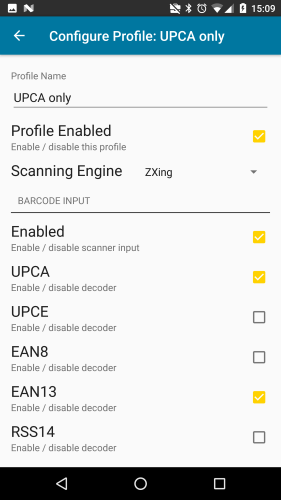 15:09
Configure Profile: UPCA only
Profile Name
UPCA only
Profile Enabled
Enable / disable this profile
Scanning Engine ZXing
BARCODE INPUT
Enabled
Enable / disable scanner input
UPCA
Enable / disable decoder
UPCE
Enable / disable decoder
EAN8
Enable / disable decoder
EAN13
Enable / disable decoder
RSS14
Enable / disable decoder